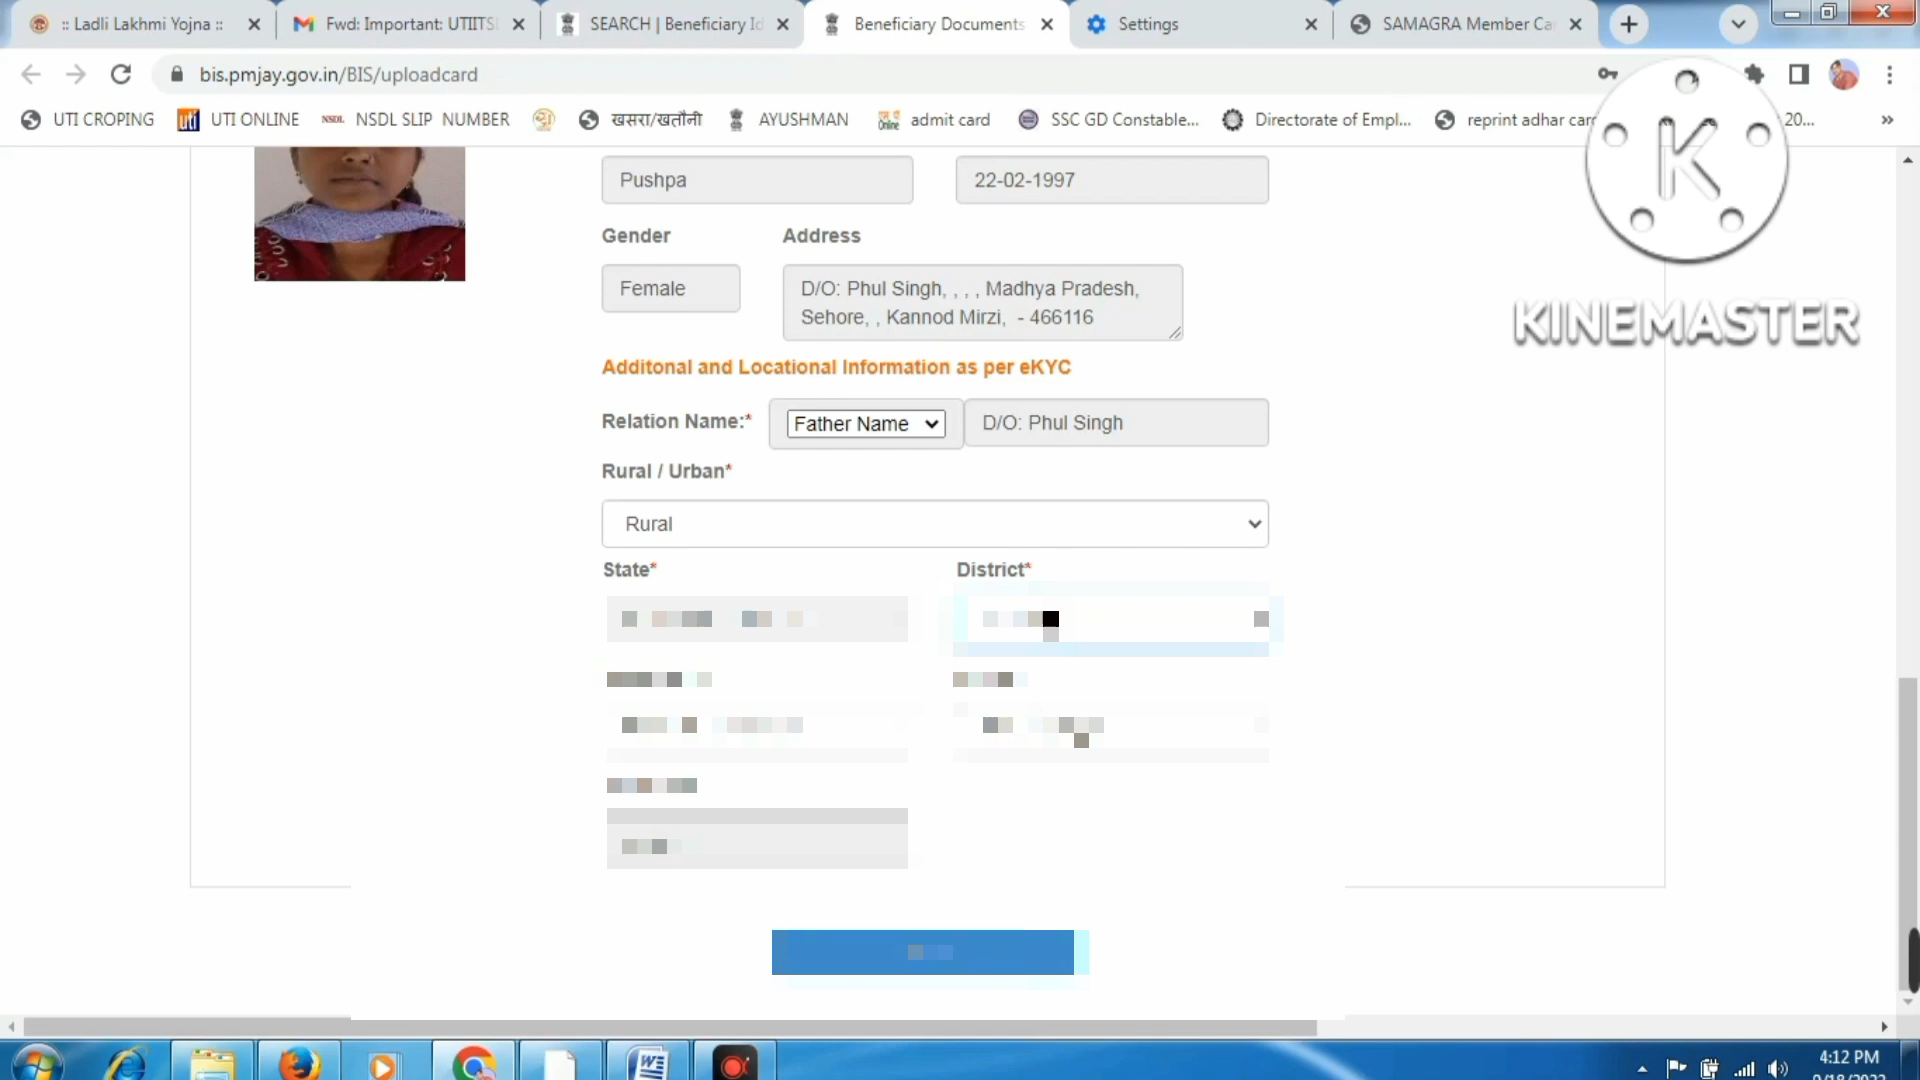 :: Ladli Lakhmi Yojna ::
Fwd: Important: UTIITS
SEARCH | Beneficiary Id
Beneficiary Documents
Settings
SAMAGRA Member Ca
bis.pmjay.gov.in/BIS/uploadcard
UTI CROPING
uti
UTI ONLINE
NSDL
NSDL SLIP NUMBER
खसरा/खतौनी
AYUSHMAN
admit card
SSC GD Constable...
Directorate of Empl...
reprint adhar car
20...
»
K
KINEMASTER
Pushpa
22-02-1997
Gender
Address
Female
D/O: Phul Singh, , , , Madhya Pradesh,
Sehore, , Kannod Mirzi, - 466116
Additonal and Locational Information as per eKYC
Relation Name:*
Father Name
D/O: Phul Singh
Rural / Urban*
Rural
State*
District*
4:12 PM